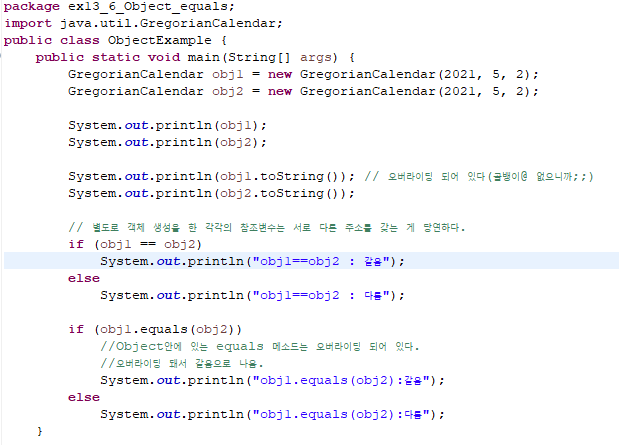 package ex13_6_Object_equals;
import java.util.GregorianCalendar;
public class ObjectExample {
    public static void main(String[] args) {
        GregorianCalendar obj1 = new GregorianCalendar(2021, 5, 2);
        GregorianCalendar obj2 = new GregorianCalendar(2021, 5, 2);

        System.out.println(obj1);
        System.out.println(obj2);

        System.out.println(obj1.toString()); // 오버라이딩 되어 있다(골뱅이@ 없으니까;;)
        System.out.println(obj2.toString());

        // 별도로 객체 생성을 한 각각의 참조변수는 서로 다른 주소를 갖는 게 당연하다.
        if (obj1 == obj2)
            System.out.println("obj1==obj2 : 같음");
        else
            System.out.println("obj1==obj2 : 다름");

        if (obj1.equals(obj2))
            //Object안에 있는 equals 메소드는 오버라이딩 되어 있다.
            //오버라이딩 돼서 같음으로 나옴.
            System.out.println("obj1.equals(obj2):같음");
        else
            System.out.println("obj1.equals(obj2):다름");
    }